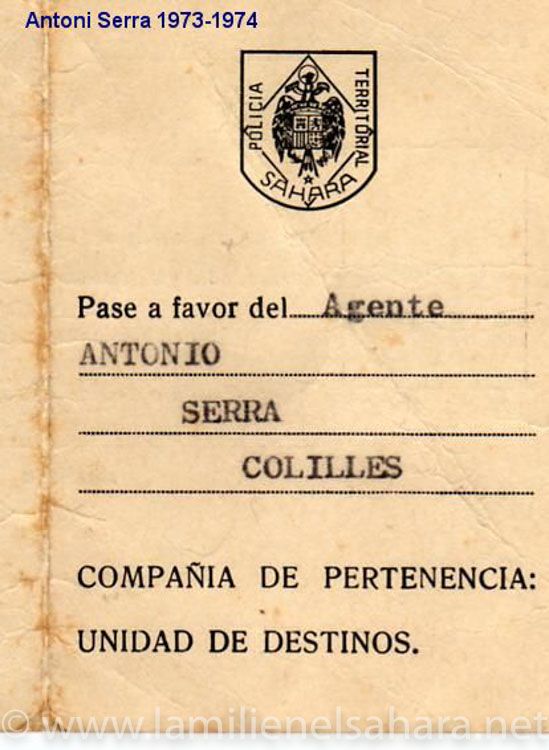 Antoni Serra 1973-1974
POLICIA TERRITORIAL
SAHARA
Pase a favor del Agente
ANTONIO
SERRA
COLILLES
COMPAÑIA DE PERTENENCIA:
UNIDAD DE DESTINOS.
© www.lamilienelsahara.net